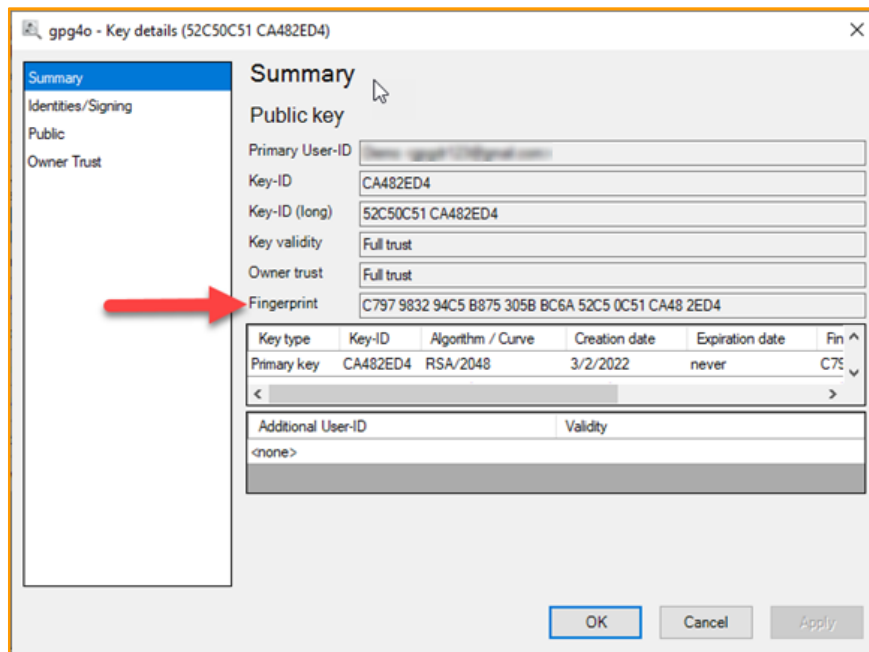 gpg4o - Key details (52C50C51 CA482ED4)
Summary
Identities/Signing
Public
Owner Trust
Summary
Public key
Primary User-ID
Key-ID CA482ED4
Key-ID (long) 52C50C51 CA482ED4
Key validity Full trust
Owner trust Full trust
Fingerprint C797 9832 94C5 B875 305B BC6A 52C5 0C51 CA48 2ED4
Key type Key-ID Algorithm / Curve Creation date Expiration date Fin
Primary key CA482ED4 RSA/2048 3/2/2022 never C79
Additional User-ID Validity
<none>
OK Cancel Apply